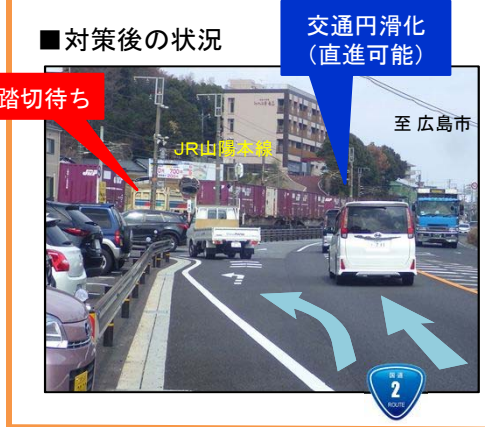 ■対策後の状況
交通円滑化
（直進可能）
踏切待ち
至 広島市
JR山陽本線
国道
2
ROUTE